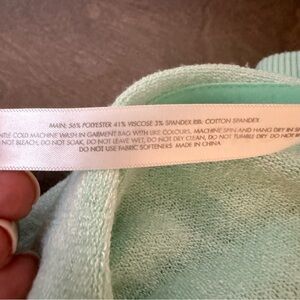 MAIN: 56% POLYESTER 41% VISCOSE 3% SPANDEX RIB: COTTON SPANDEX
GENTLE COLD MACHINE WASH IN GARMENT BAG WITH LIKE COLOURS, MACHINE SPIN AND HANG DRY IN
NOT BLEACH, DO NOT SOAK, DO NOT LEAVE WET, DO NOT DRY CLEAN, DO NOT TUMBLE DRY, DO NOT
DO NOT USE FABRIC SOFTENERS MADE IN CHINA